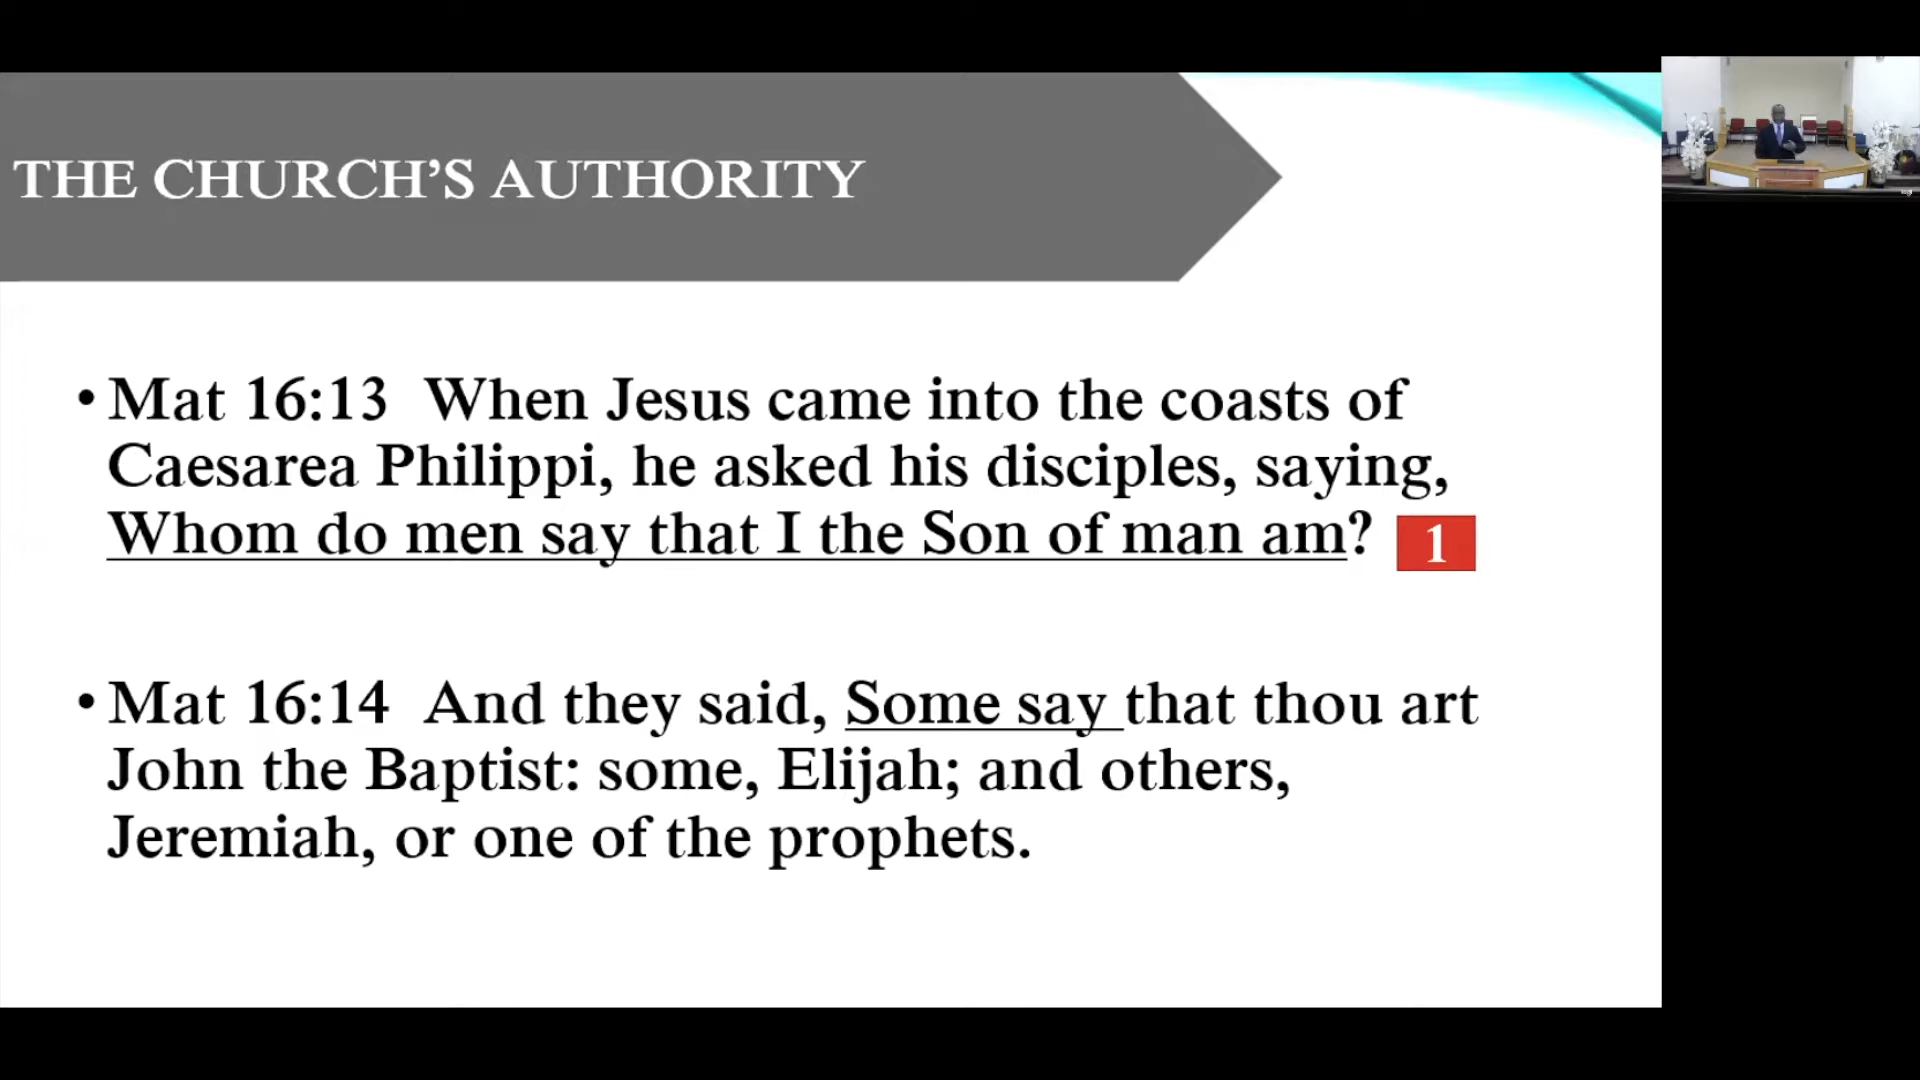 THE CHURCH’S AUTHORITY
• Mat 16:13 When Jesus came into the coasts of
Caesarea Philippi, he asked his disciples, saying,
Whom do men say that I the Son of man am? 1
• Mat 16:14 And they said, Some say that thou art
John the Baptist: some, Elijah; and others,
Jeremiah, or one of the prophets.